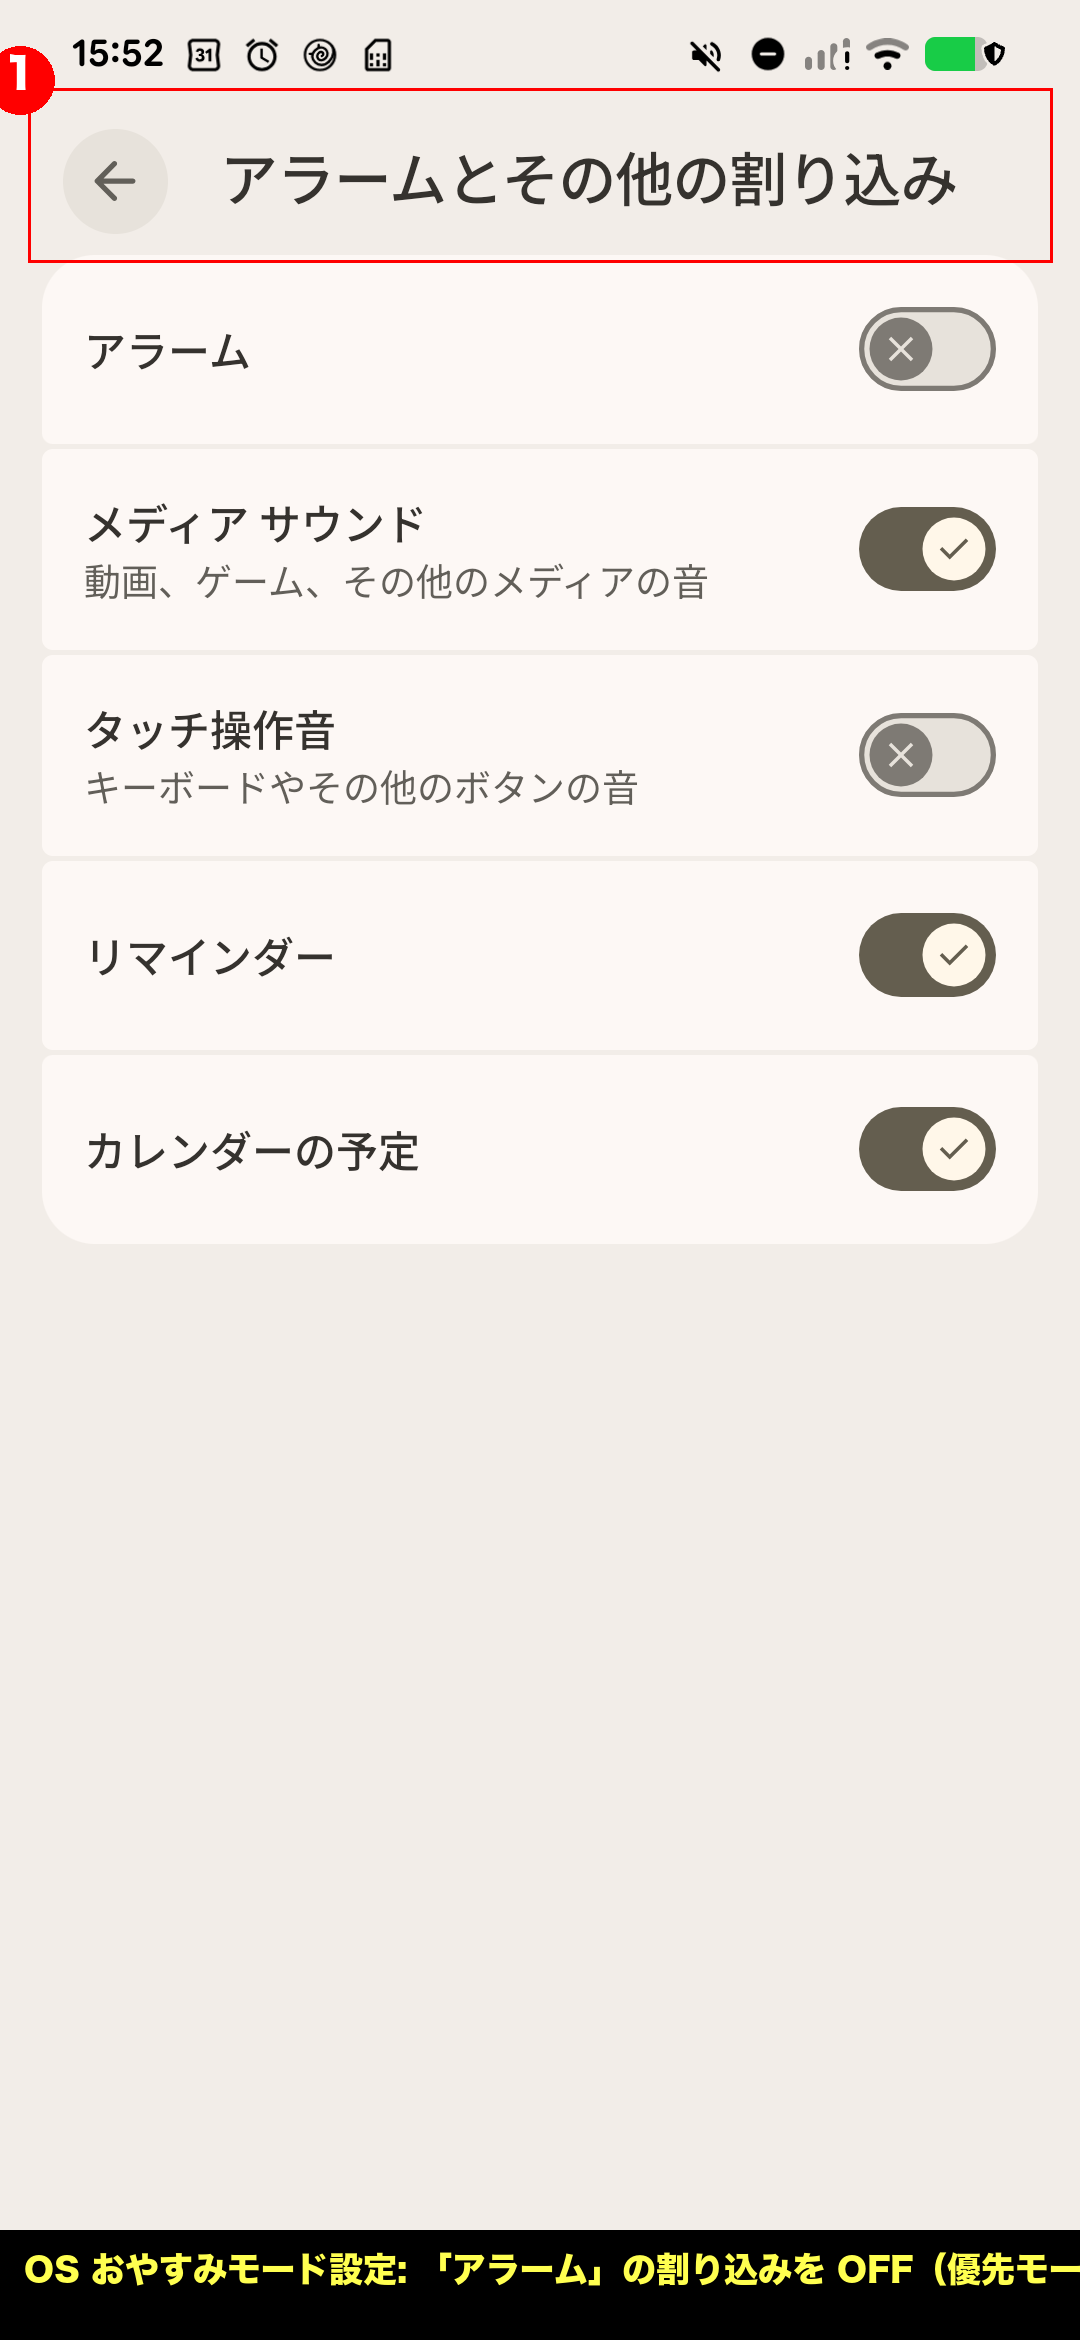 15:52 31
1
アラームとその他の割り込み
アラーム
メディア サウンド
動画、ゲーム、その他のメディアの音
タッチ操作音
キーボードやその他のボタンの音
リマインダー
カレンダーの予定
OS おやすみモード設定: 「アラーム」の割り込みを OFF（優先モー